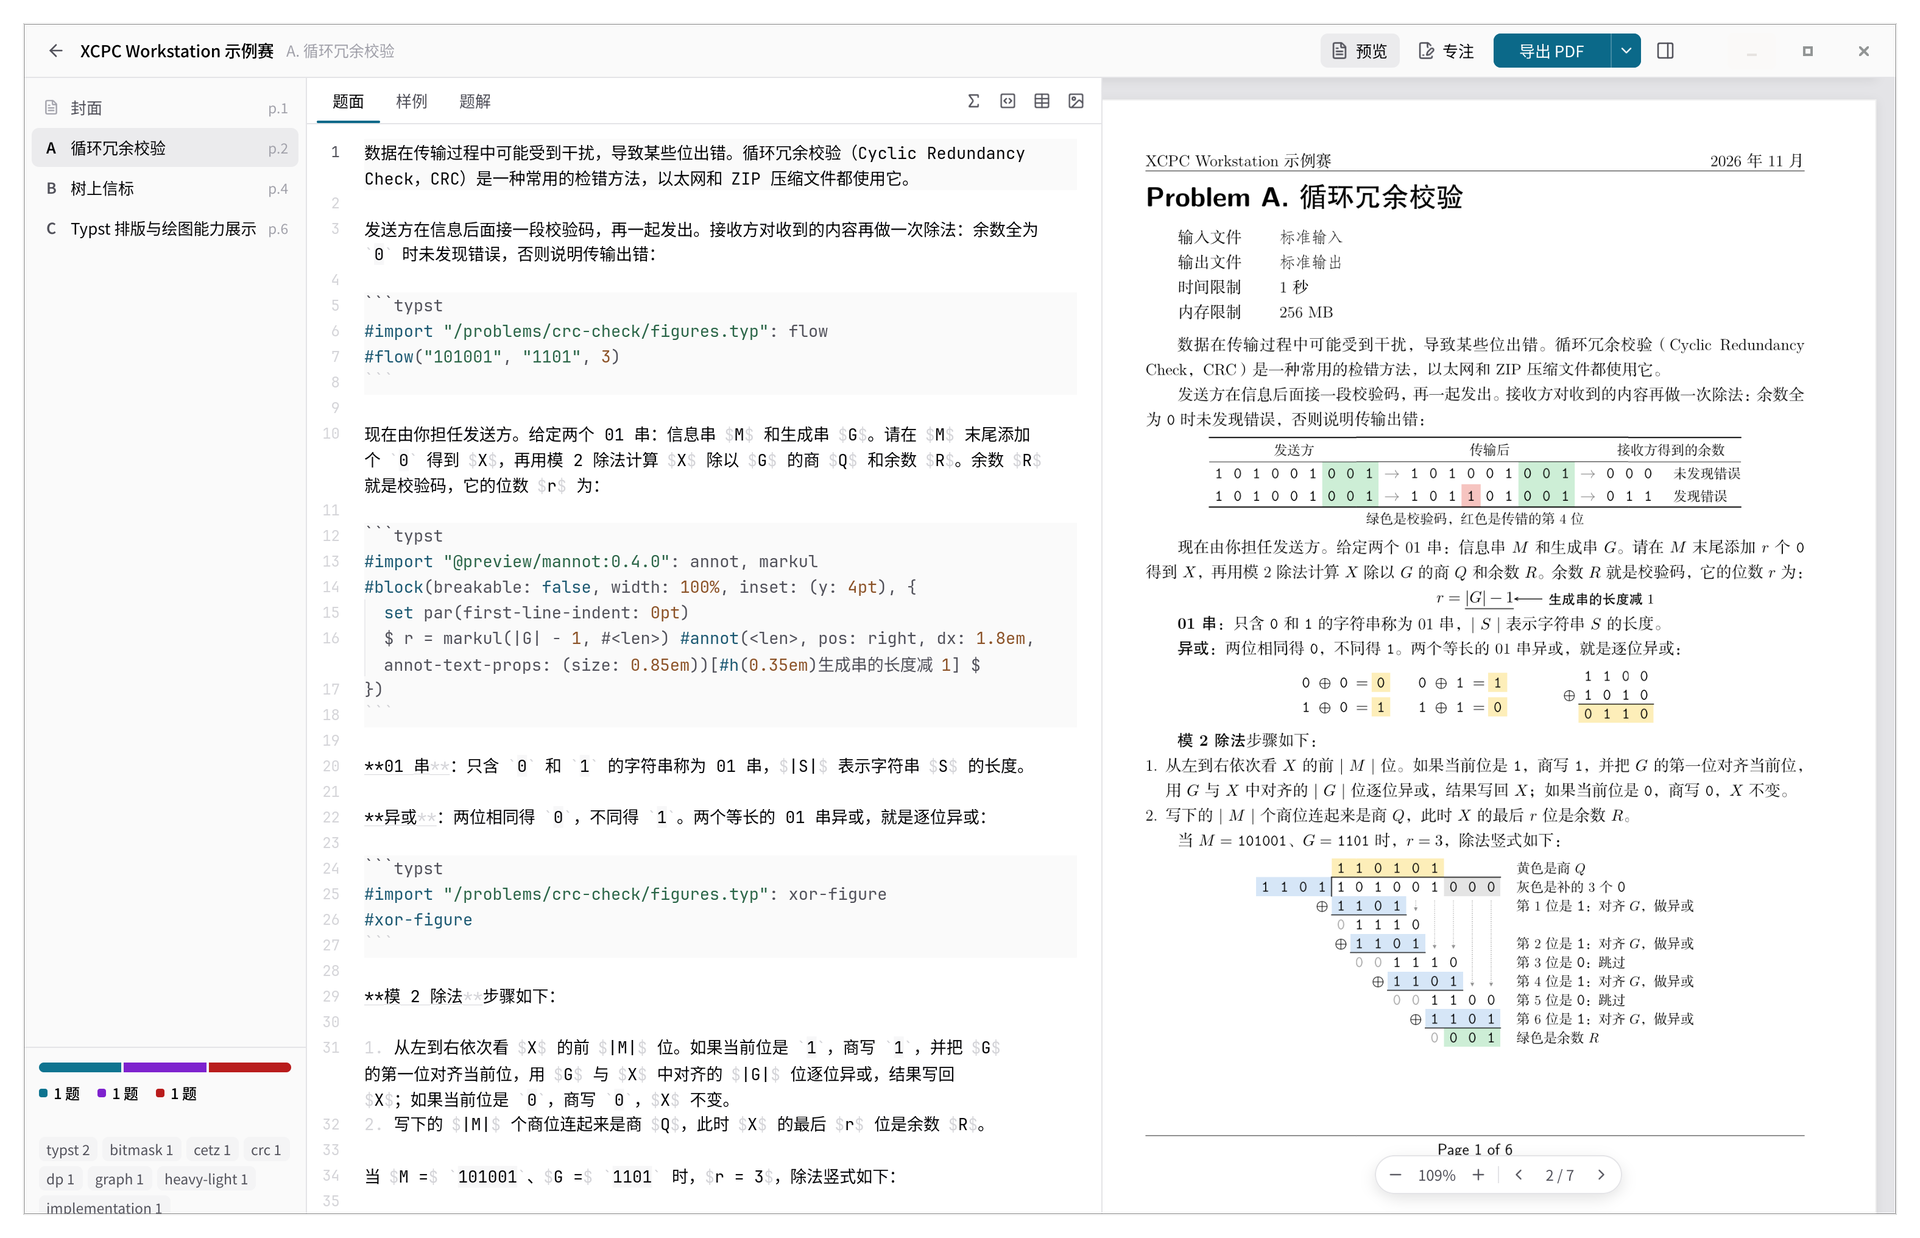 XCPC Workstation 示例赛 A. 循环冗余校验
预览 专注 导出 PDF
封面 p.1
A 循环冗余校验 p.2
B 树上信标 p.4
C Typst 排版与绘图能力展示 p.6
1 题 1 题 1 题
typst 2 bitmask 1 cetz 1 crc 1
dp 1 graph 1 heavy-light 1
implementation 1
题面 样例 题解
1 数据在传输过程中可能受到干扰，导致某些位出错。循环冗余校验（Cyclic Redundancy
Check，CRC）是一种常用的检错方法，以太网和 ZIP 压缩文件都使用它。
2
3 发送方在信息后面接一段校验码，再一起发出。接收方对收到的内容再做一次除法：余数全为
`0` 时未发现错误，否则说明传输出错：
4
5 ```typst
6 #import "/problems/crc-check/figures.typ": flow
7 #flow("101001", "1101", 3)
8 ```
9
10 现在由你担任发送方。给定两个 01 串：信息串 $M$ 和生成串 $G$。请在 $M$ 末尾添加
个 `0` 得到 $X$，再用模 2 除法计算 $X$ 除以 $G$ 的商 $Q$ 和余数 $R$。余数 $R$
就是校验码，它的位数 $r$ 为：
11
12 ```typst
13 #import "@preview/mannot:0.4.0": annot, markul
14 #block(breakable: false, width: 100%, inset: (y: 4pt), {
15 set par(first-line-indent: 0pt)
16 $ r = markul(|G| - 1, #<len>) #annot(<len>, pos: right, dx: 1.8em,
annot-text-props: (size: 0.85em))[#h(0.35em)生成串的长度减 1] $
17 })
18 ```
19
20 **01 串**：只含 `0` 和 `1` 的字符串称为 01 串，$|S|$ 表示字符串 $S$ 的长度。
21
22 **异或**：两位相同得 `0`，不同得 `1`。两个等长的 01 串异或，就是逐位异或：
23
24 ```typst
25 #import "/problems/crc-check/figures.typ": xor-figure
26 #xor-figure
27 ```
28
29 **模 2 除法**步骤如下：
30
31 1. 从左到右依次看 $X$ 的前 $|M|$ 位。如果当前位是 `1`，商写 `1`，并把 $G$
的第一位对齐当前位，用 $G$ 与 $X$ 中对齐的 $|G|$ 位逐位异或，结果写回
$X$；如果当前位是 `0`，商写 `0`，$X$ 不变。
32 2. 写下的 $|M|$ 个商位连起来是商 $Q$，此时 $X$ 的最后 $r$ 位是余数 $R$。
33
34 当 $M =$ `101001`、$G =$ `1101` 时，$r = 3$，除法竖式如下：
35
XCPC Workstation 示例赛 2026 年 11 月
Problem A. 循环冗余校验
输入文件 标准输入
输出文件 标准输出
时间限制 1 秒
内存限制 256 MB
数据在传输过程中可能受到干扰，导致某些位出错。循环冗余校验（Cyclic Redundancy
Check，CRC）是一种常用的检错方法，以太网和 ZIP 压缩文件都使用它。
发送方在信息后面接一段校验码，再一起发出。接收方对收到的内容再做一次除法：余数全
为 0 时未发现错误，否则说明传输出错：
发送方 传输后 接收方得到的余数
1 0 1 0 0 1 0 0 1 → 1 0 1 0 0 1 0 0 1 → 0 0 0 未发现错误
1 0 1 0 0 1 0 0 1 → 1 0 1 1 0 1 0 0 1 → 0 1 1 发现错误
绿色是校验码，红色是传错的第 4 位
现在由你担任发送方。给定两个 01 串：信息串 M 和生成串 G。请在 M 末尾添加 r 个 0
得到 X，再用模 2 除法计算 X 除以 G 的商 Q 和余数 R。余数 R 就是校验码，它的位数 r 为：
r = |G| − 1 ← 生成串的长度减 1
01 串：只含 0 和 1 的字符串称为 01 串，| S | 表示字符串 S 的长度。
异或：两位相同得 0，不同得 1。两个等长的 01 串异或，就是逐位异或：
0 ⊕ 0 = 0 0 ⊕ 1 = 1
1 ⊕ 0 = 1 1 ⊕ 1 = 0
1 1 0 0
⊕ 1 0 1 0
0 1 1 0
模 2 除法步骤如下：
1. 从左到右依次看 X 的前 | M | 位。如果当前位是 1，商写 1，并把 G 的第一位对齐当前位，
用 G 与 X 中对齐的 | G | 位逐位异或，结果写回 X；如果当前位是 0，商写 0，X 不变。
2. 写下的 | M | 个商位连起来是商 Q，此时 X 的最后 r 位是余数 R。
当 M = 101001、G = 1101 时，r = 3，除法竖式如下：
1 1 0 1 0 1 黄色是商 Q
1 1 0 1 1 0 1 0 0 1 0 0 0 灰色是补的 3 个 0
⊕ 1 1 0 1 第 1 位是 1：对齐 G，做异或
0 1 1 1 0
⊕ 1 1 0 1 第 2 位是 1：对齐 G，做异或
0 0 1 1 1 0 第 3 位是 0：跳过
⊕ 1 1 0 1 第 4 位是 1：对齐 G，做异或
0 0 1 1 0 0 第 5 位是 0：跳过
⊕ 1 1 0 1 第 6 位是 1：对齐 G，做异或
0 0 0 1 绿色是余数 R
Page 1 of 6
109% 2 / 7